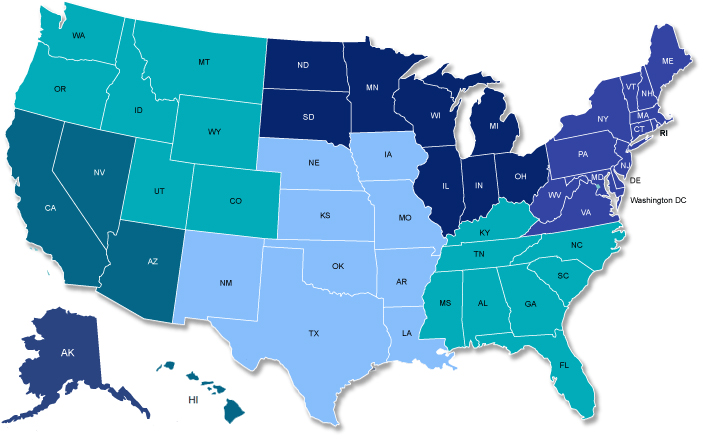 WA
ME
MT
ND
MN
VT
NH
OR
ID
SD
WI
MI
NY
MA
CT
RI
WY
NE
IA
PA
NJ
NV
UT
CO
IL
IN
OH
MD
DE
WV
Washington DC
CA
KS
MO
KY
VA
AZ
NM
OK
AR
TN
NC
SC
TX
LA
MS
AL
GA
FL
AK
HI